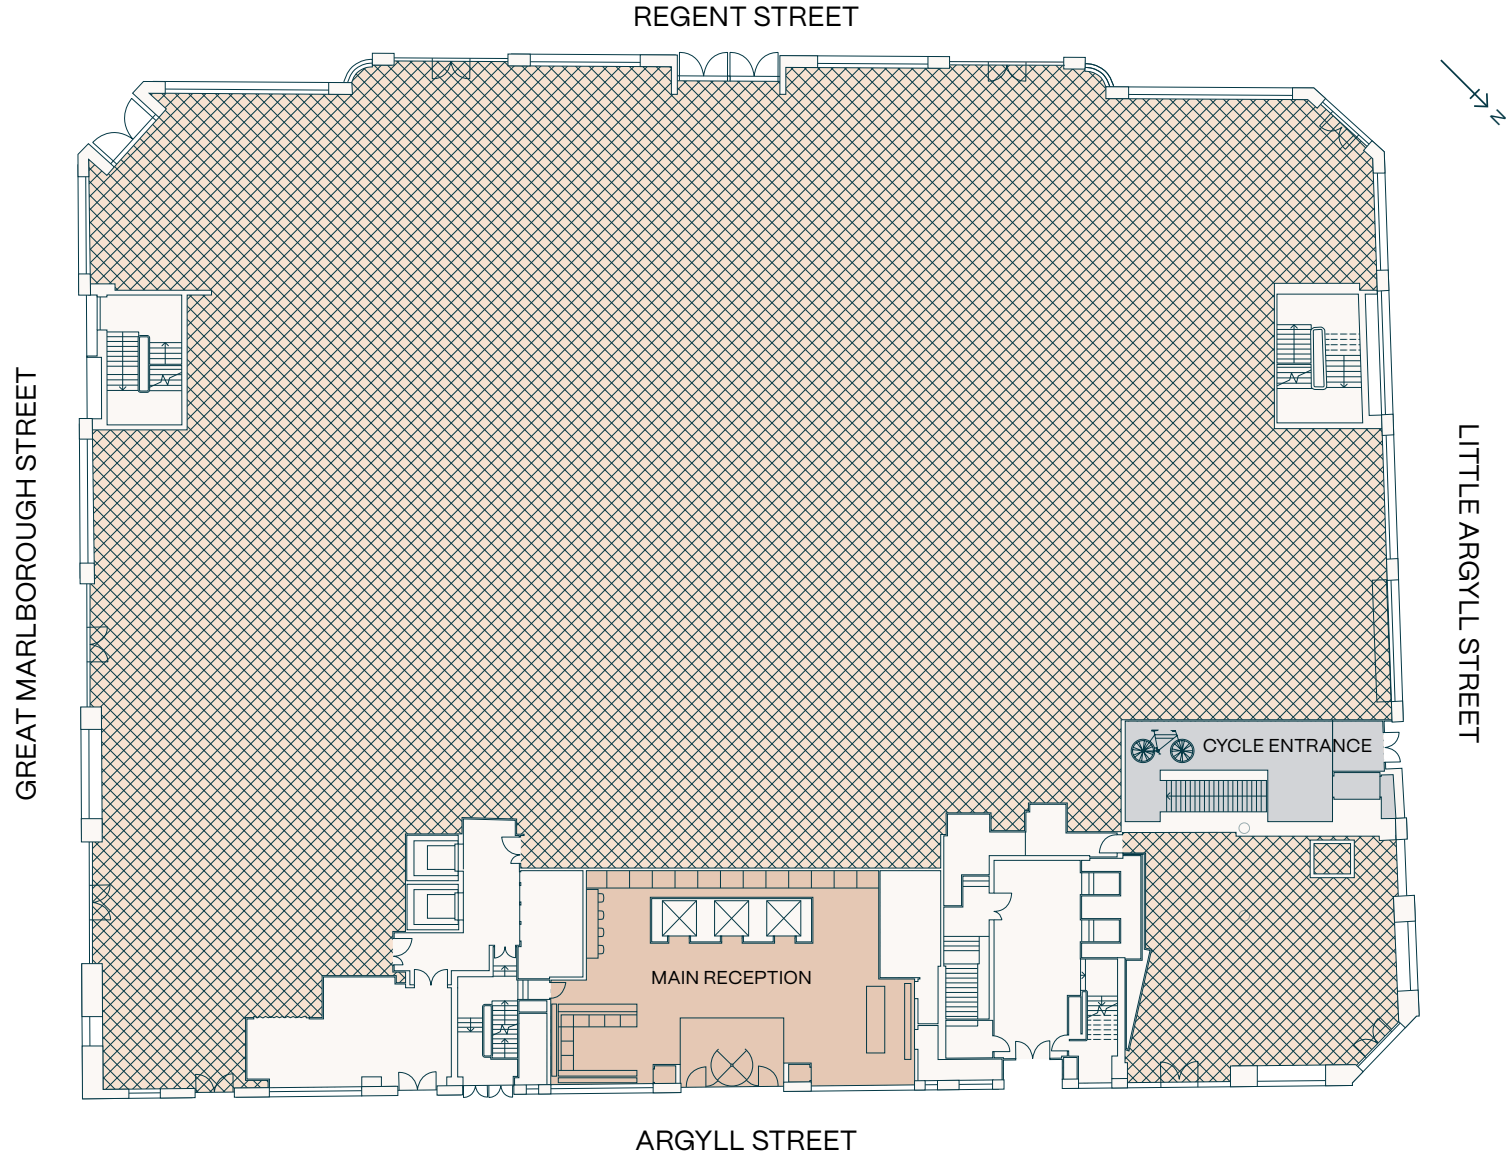 REGENT STREET
N
GREAT MARLBOROUGH STREET
LITTLE ARGYLL STREET
CYCLE ENTRANCE
MAIN RECEPTION
ARGYLL STREET